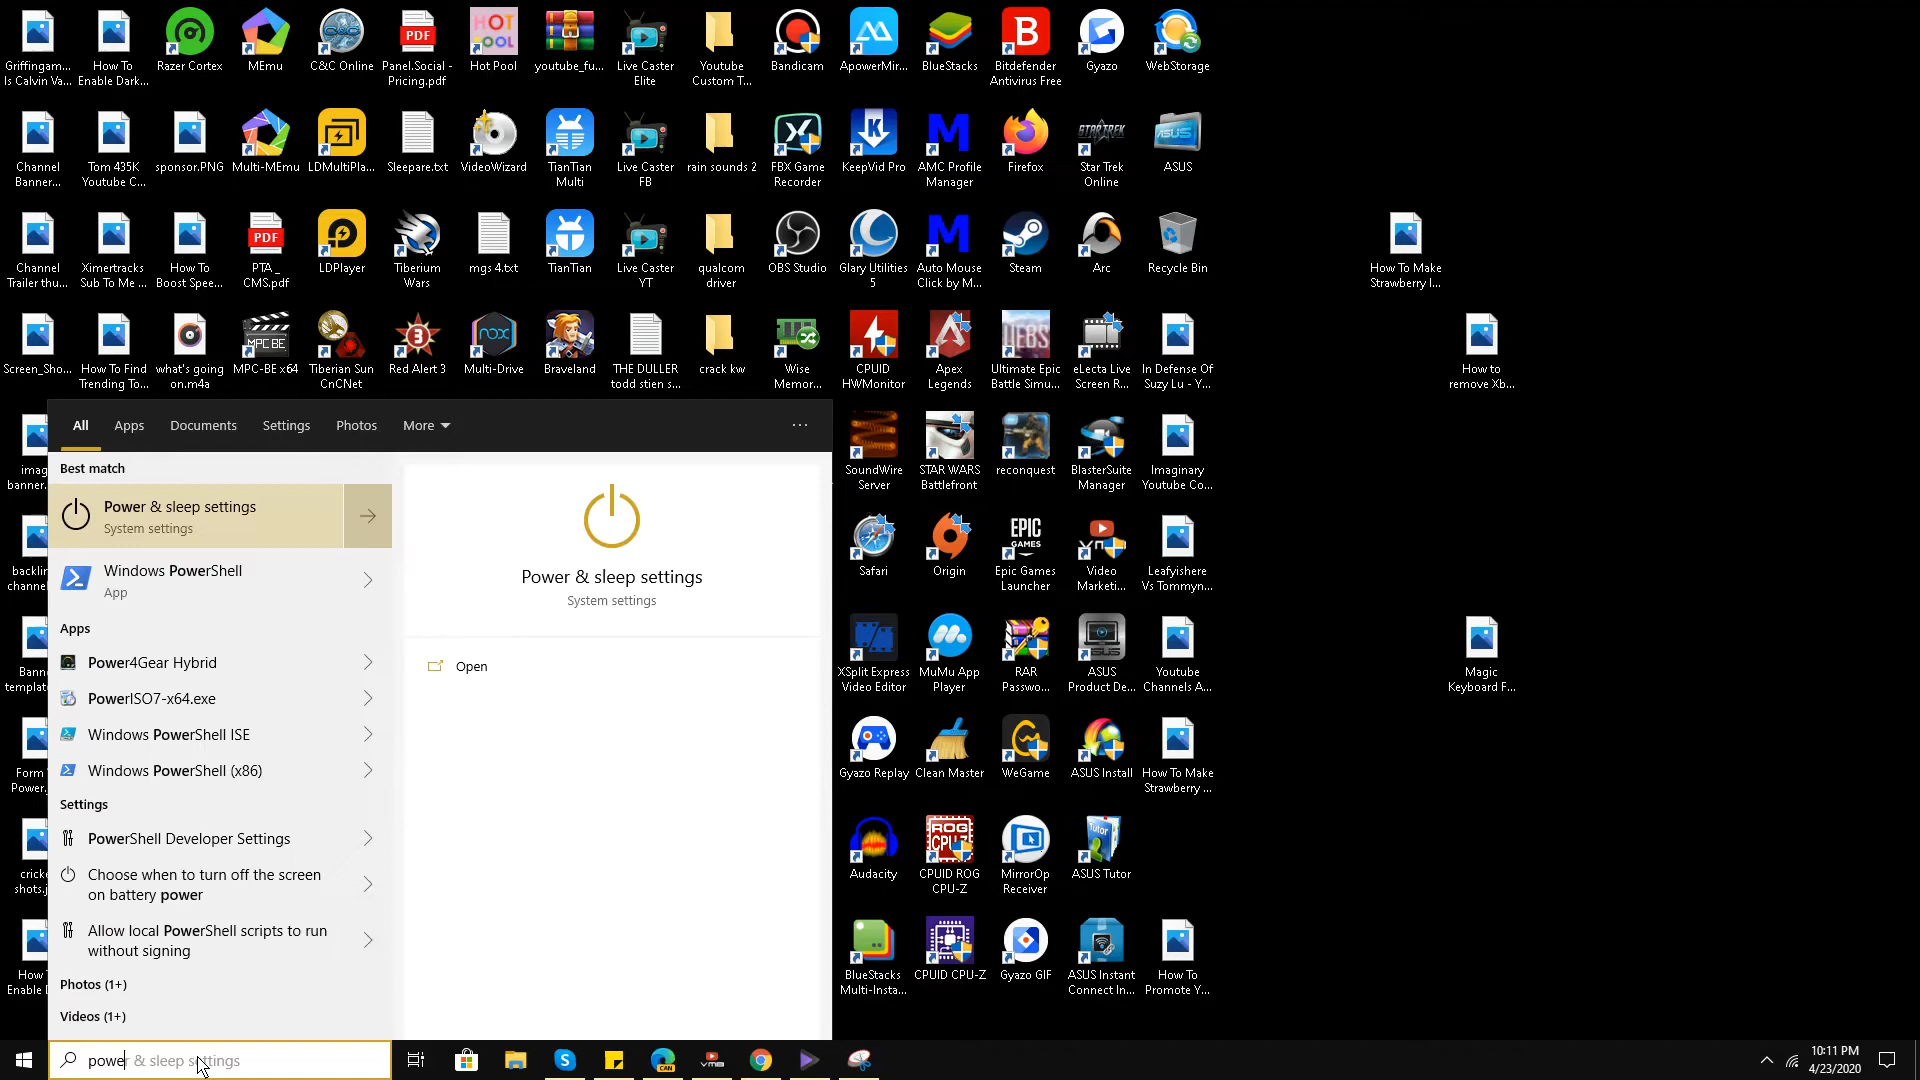 Griffingam... How To Razer Cortex MEmu C&C Online Panel.Social - Hot Pool youtube_fu... Live Caster Youtube Bandicam ApowerMir... BlueStacks Bitdefender Gyazo WebStorage
Is Calvin Va... Enable Dark... Pricing.pdf Elite Custom T... Antivirus Free
Channel Tom 435K sponsor.PNG Multi-MEmu LDMultiPla... Sleepare.txt VideoWizard TianTian Live Caster rain sounds 2 FBX Game KeepVid Pro AMC Profile Firefox Star Trek ASUS
Banner... Youtube C... Multi FB Recorder Manager Online
Channel Ximertracks How To PTA_ LDPlayer Tiberium mgs 4.txt TianTian Live Caster qualcom OBS Studio Glary Utilities Auto Mouse Steam Arc Recycle Bin How To Make
Trailer thu... Sub To Me ... Boost Spee... CMS.pdf Wars YT driver 5 Click by M... Strawberry I...
Screen_Sho... How To Find what's going MPC-BE x64 Tiberian Sun Red Alert 3 Multi-Drive Braveland THE DULLER crack kw Wise CPUID Apex Ultimate Epic eLecta Live In Defense Of How to
Trending To... on.m4a CnCNet todd stien s... Memor... HWMonitor Legends Battle Simu... Screen R... Suzy Lu - Y... remove Xb...
All Apps Documents Settings Photos More ...
Best match
Power & sleep settings
System settings
Windows PowerShell
App
Apps
Power4Gear Hybrid
PowerISO7-x64.exe
Windows PowerShell ISE
Windows PowerShell (x86)
Settings
PowerShell Developer Settings
Choose when to turn off the screen
on battery power
Allow local PowerShell scripts to run
without signing
Photos (1+)
Videos (1+)
Power & sleep settings
System settings
Open
SoundWire STAR WARS reconquest BlasterSuite Imaginary
Server Battlefront Manager Youtube Co...
Safari Origin Epic Games Video Leafyishere
Launcher Marketi... Vs Tommyn...
XSplit Express MuMu App RAR ASUS Youtube Magic
Video Editor Player Passwo... Product De... Channels A... Keyboard F...
Gyazo Replay Clean Master WeGame ASUS Install How To Make
Strawberry ...
Audacity CPUID ROG MirrorOp ASUS Tutor
CPU-Z Receiver
BlueStacks CPUID CPU-Z Gyazo GIF ASUS Instant How To
Multi-Insta... Connect In... Promote Y...
power & sleep settings
10:11 PM
4/23/2020